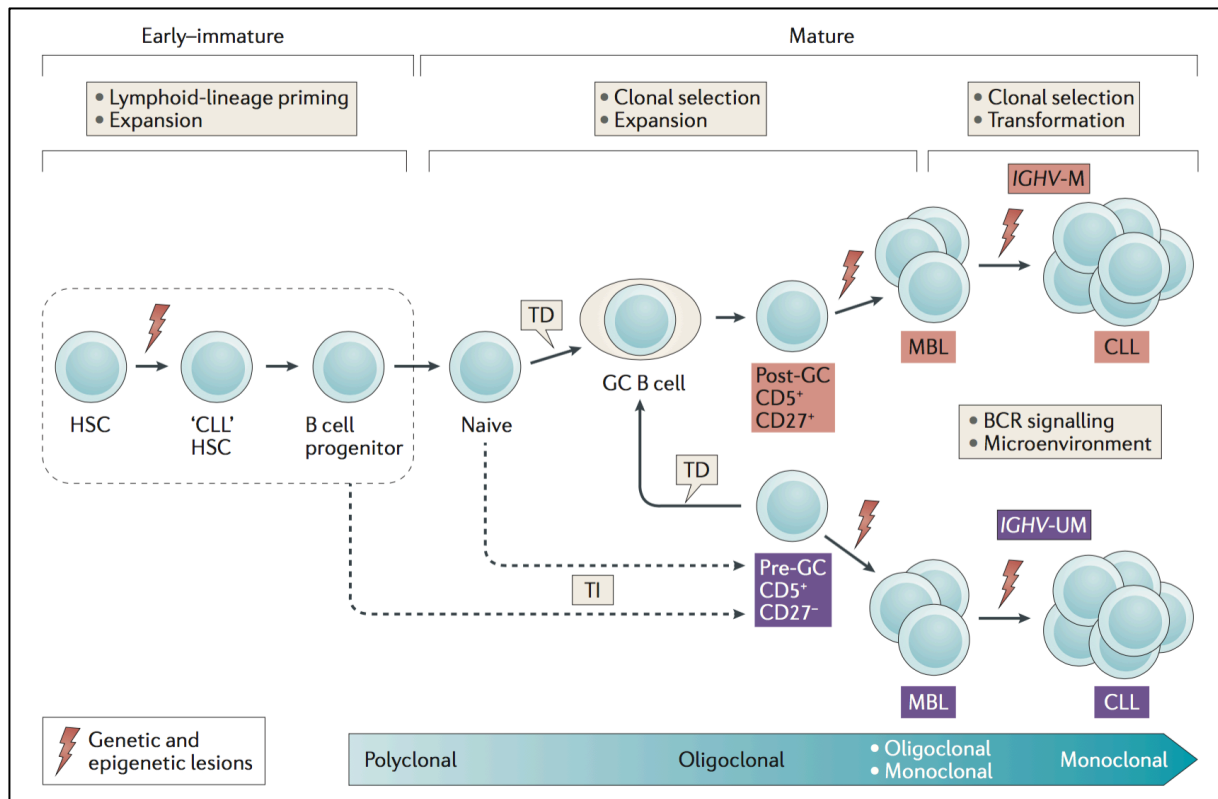 Early–immature
Mature
• Lymphoid-lineage priming
• Expansion
• Clonal selection
• Expansion
• Clonal selection
• Transformation
IGHV-M
TD
HSC
'CLL'
HSC
B cell
progenitor
Naive
GC B cell
Post-GC
CD5⁺
CD27⁺
MBL
CLL
• BCR signalling
• Microenvironment
TD
TI
Pre-GC
CD5⁺
CD27⁻
IGHV-UM
MBL
CLL
Genetic and
epigenetic lesions
Polyclonal
Oligoclonal
• Oligoclonal
• Monoclonal
Monoclonal